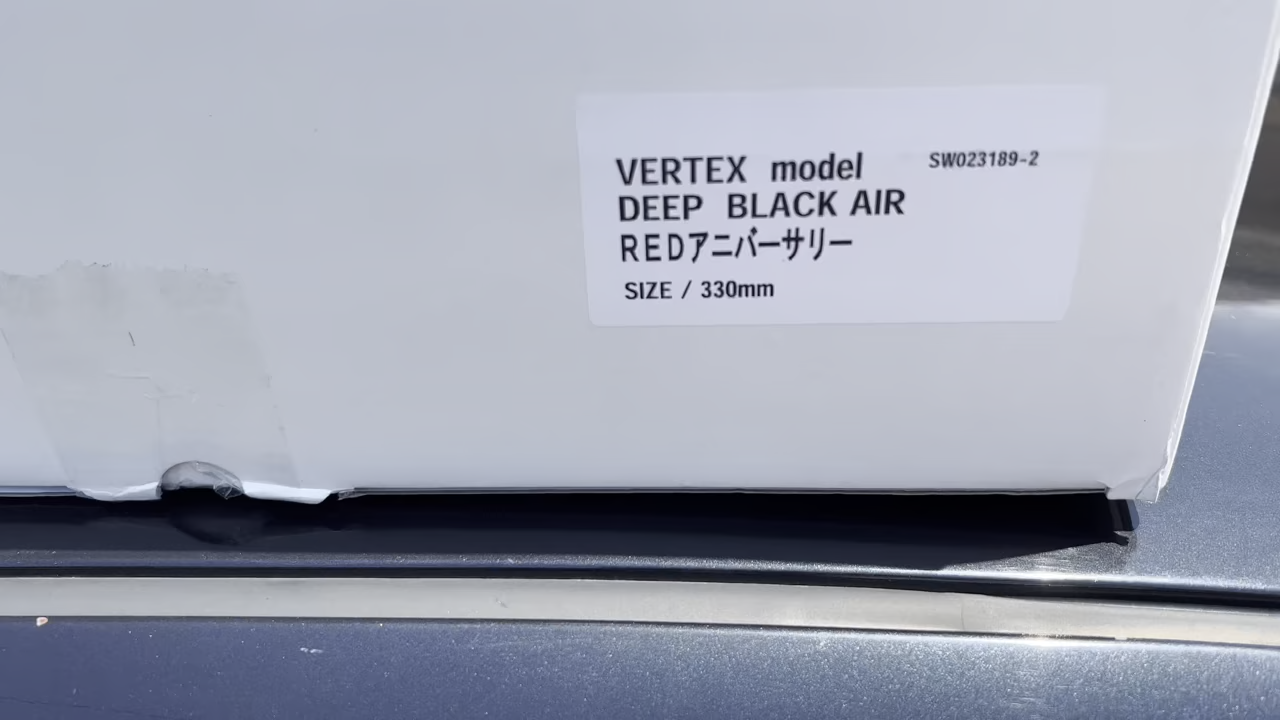 VERTEX model
SW023189-2
DEEP BLACK AIR
REDアニバーサリー
SIZE / 330mm